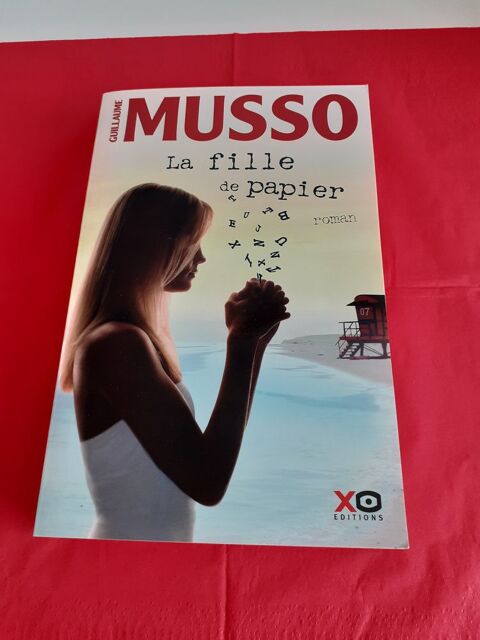 GUILLAUME
MUSSO
La fille
de papier
roman
07
XO
EDITIONS